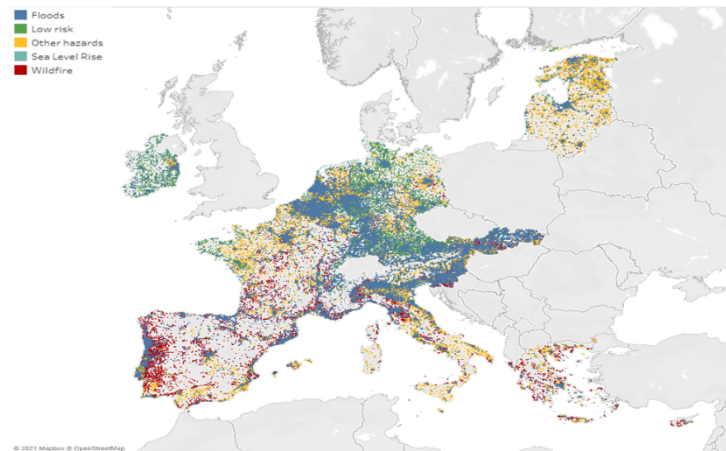 Floods
Low risk
Other hazards
Sea Level Rise
Wildfire
© 2021 Mapbox © OpenStreetMap